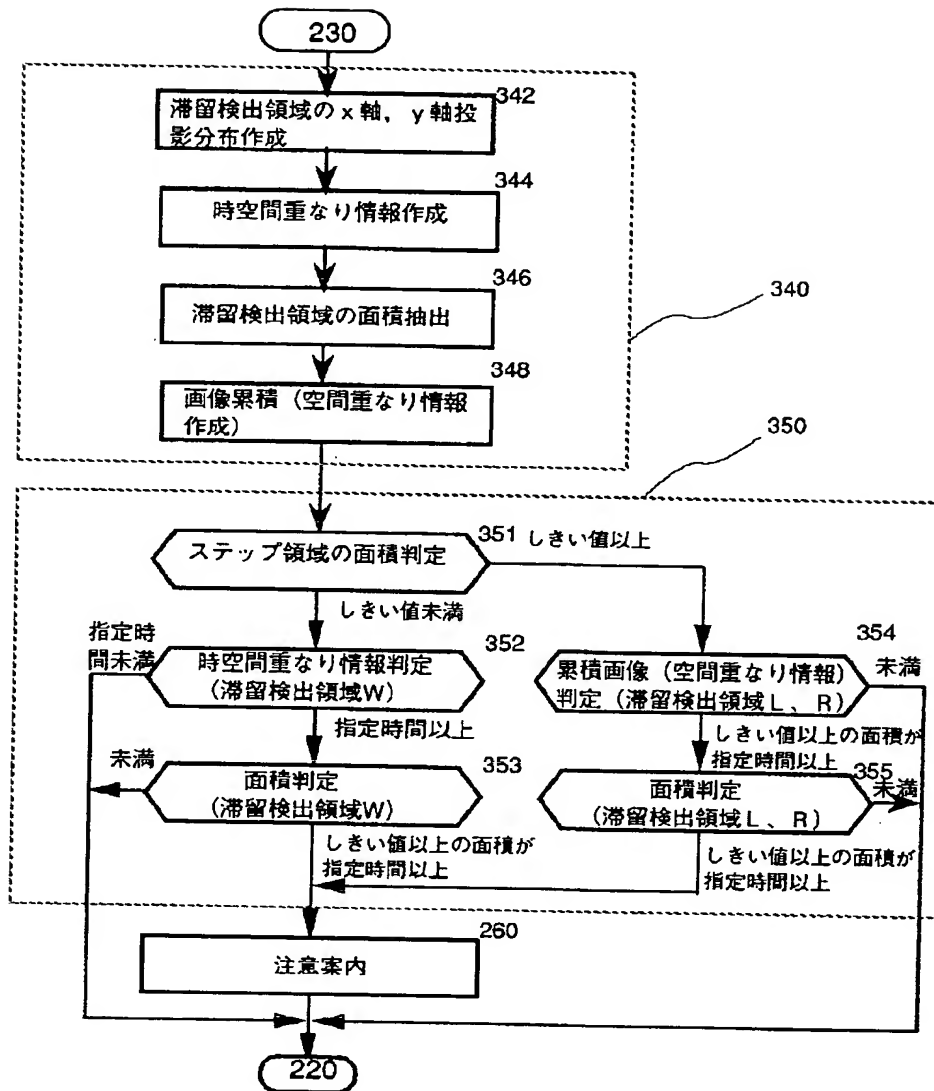 230
342
滞留検出領域のx軸，y軸投
影分布作成
344
時空間重なり情報作成
346
滞留検出領域の面積抽出
340
348
画像累積（空間重なり情報
作成）
350
351
ステップ領域の面積判定
しきい値以上
しきい値未満
指定時
間未満
352
時空間重なり情報判定
（滞留検出領域W）
354
累積画像（空間重なり情報）
判定（滞留検出領域L、R）
未満
指定時間以上
しきい値以上の面積が
指定時間以上
未満
353
面積判定
（滞留検出領域W）
355
面積判定
（滞留検出領域L、R）
未満
しきい値以上の面積が
指定時間以上
しきい値以上の面積が
指定時間以上
260
注意案内
220